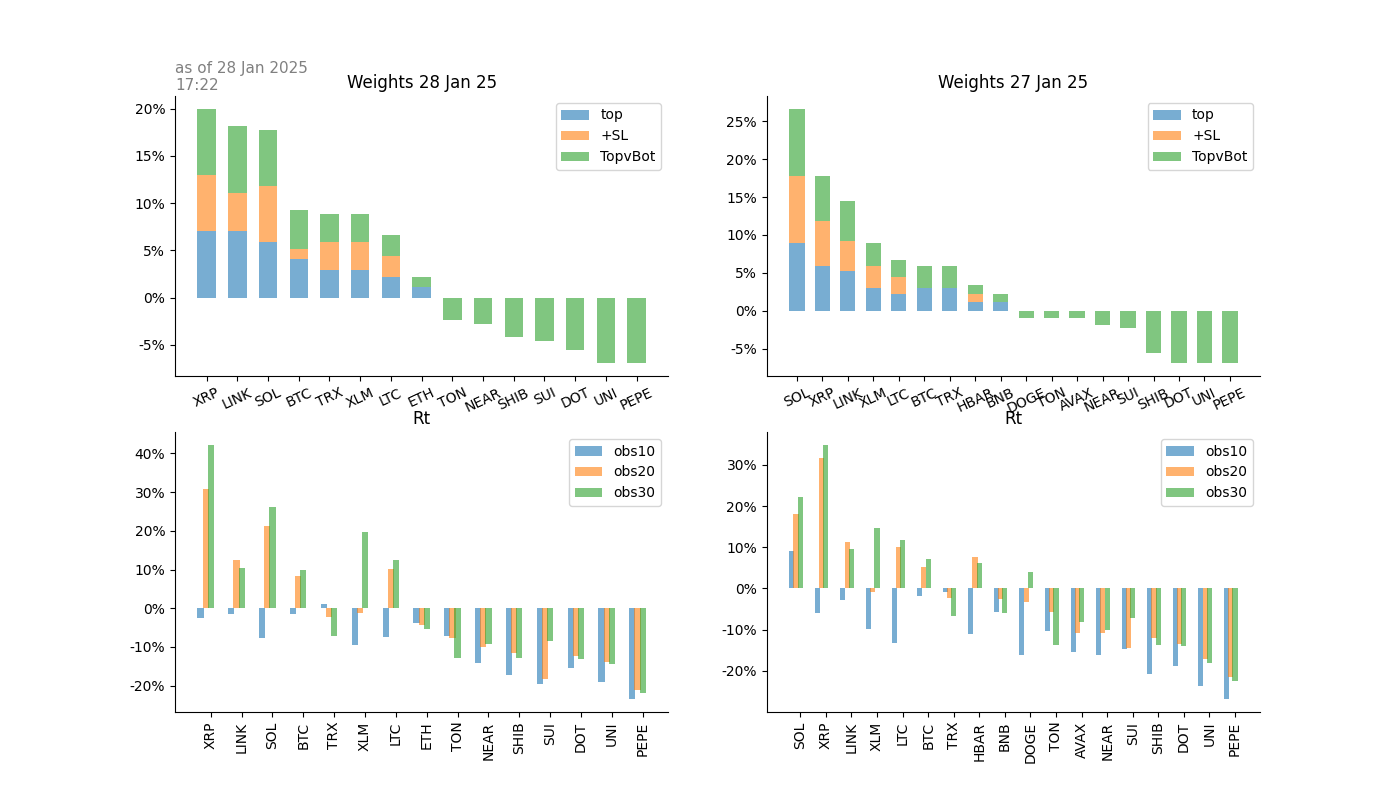 as of 28 Jan 2025
17:22
Weights 28 Jan 25
20%
15%
10%
5%
0%
-5%
top
+SL
TopvBot
XRP LINK SOL BTC TRX XLM LTC ETH TON NEAR SHIB SUI DOT UNI PEPE
Weights 27 Jan 25
25%
20%
15%
10%
5%
0%
-5%
top
+SL
TopvBot
SOL XRP LINK XLM LTC BTC TRX HBAR BNB DOGE TON AVAX NEAR SUI SHIB DOT UNI PEPE
Rt
40%
30%
20%
10%
0%
-10%
-20%
obs10
obs20
obs30
XRP LINK SOL BTC TRX XLM LTC ETH TON NEAR SHIB SUI DOT UNI PEPE
Rt
30%
20%
10%
0%
-10%
-20%
obs10
obs20
obs30
SOL XRP LINK XLM LTC BTC TRX HBAR BNB DOGE TON AVAX NEAR SUI SHIB DOT UNI PEPE